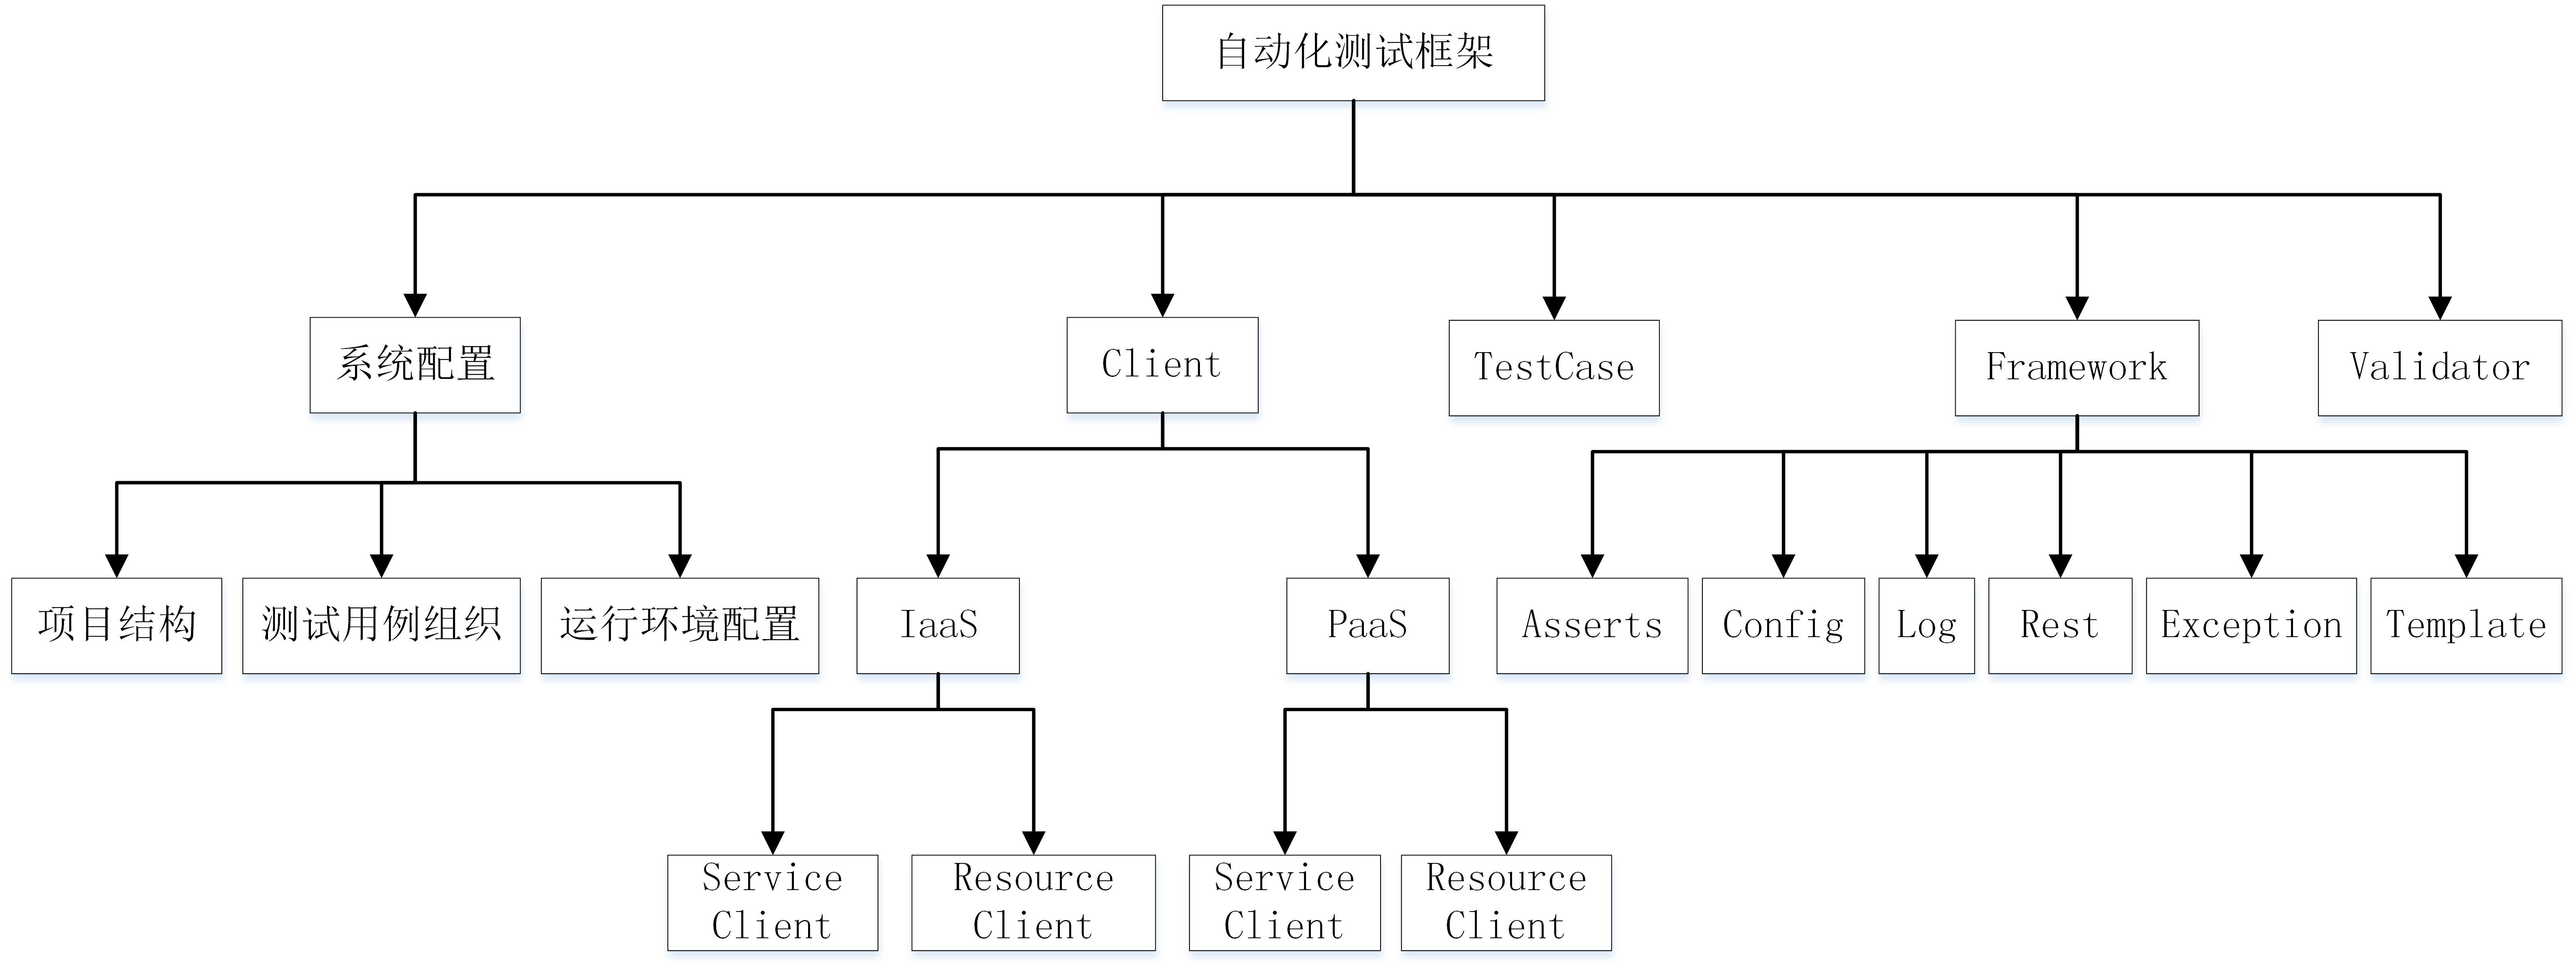 自动化测试框架
系统配置
Client
TestCase
Framework
Validator
项目结构
测试用例组织
运行环境配置
IaaS
PaaS
Asserts
Config
Log
Rest
Exception
Template
Service
Client
Resource
Client
Service
Client
Resource
Client